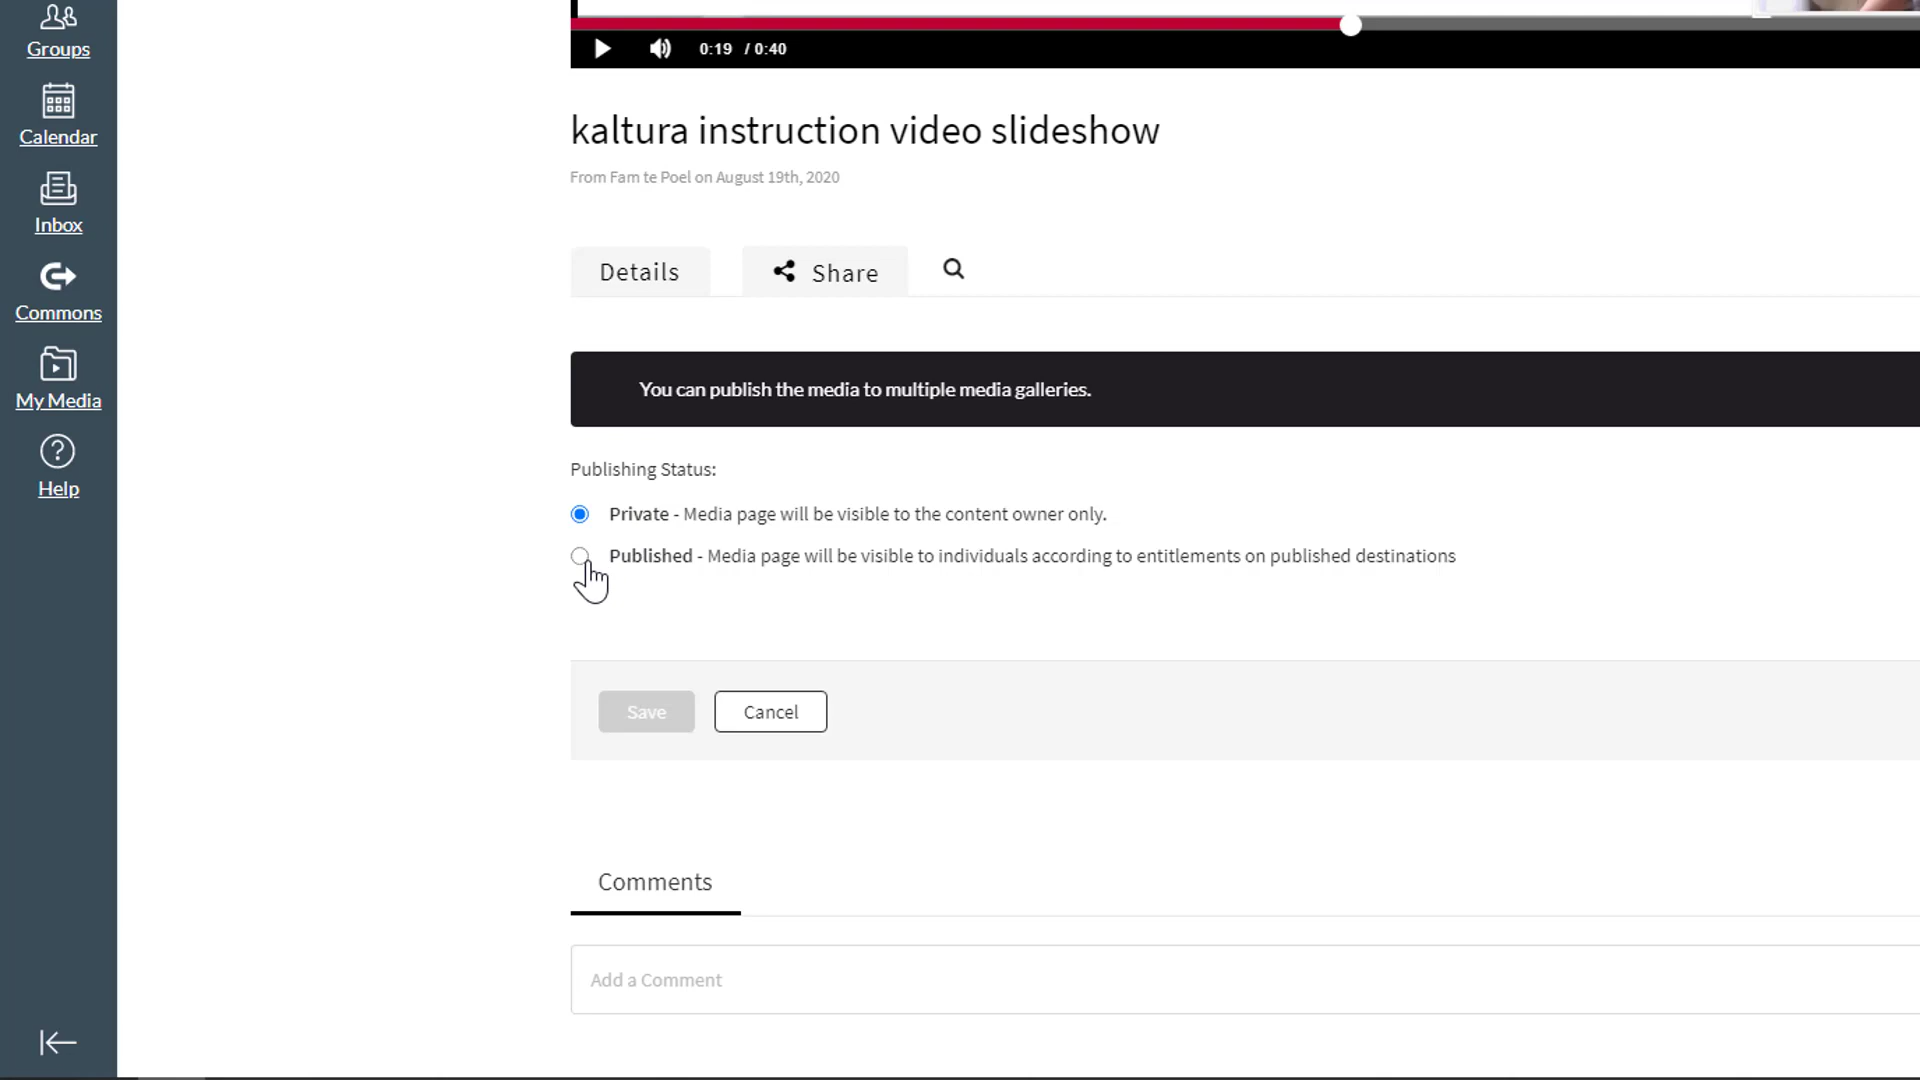 Groups
Calendar
Inbox
Commons
My Media
Help
0:19 / 0:40
kaltura instruction video slideshow
From Fam te Poel on August 19th, 2020
Details
Share
You can publish the media to multiple media galleries.
Publishing Status:
Private - Media page will be visible to the content owner only.
Published - Media page will be visible to individuals according to entitlements on published destinations
Save
Cancel
Comments
Add a Comment